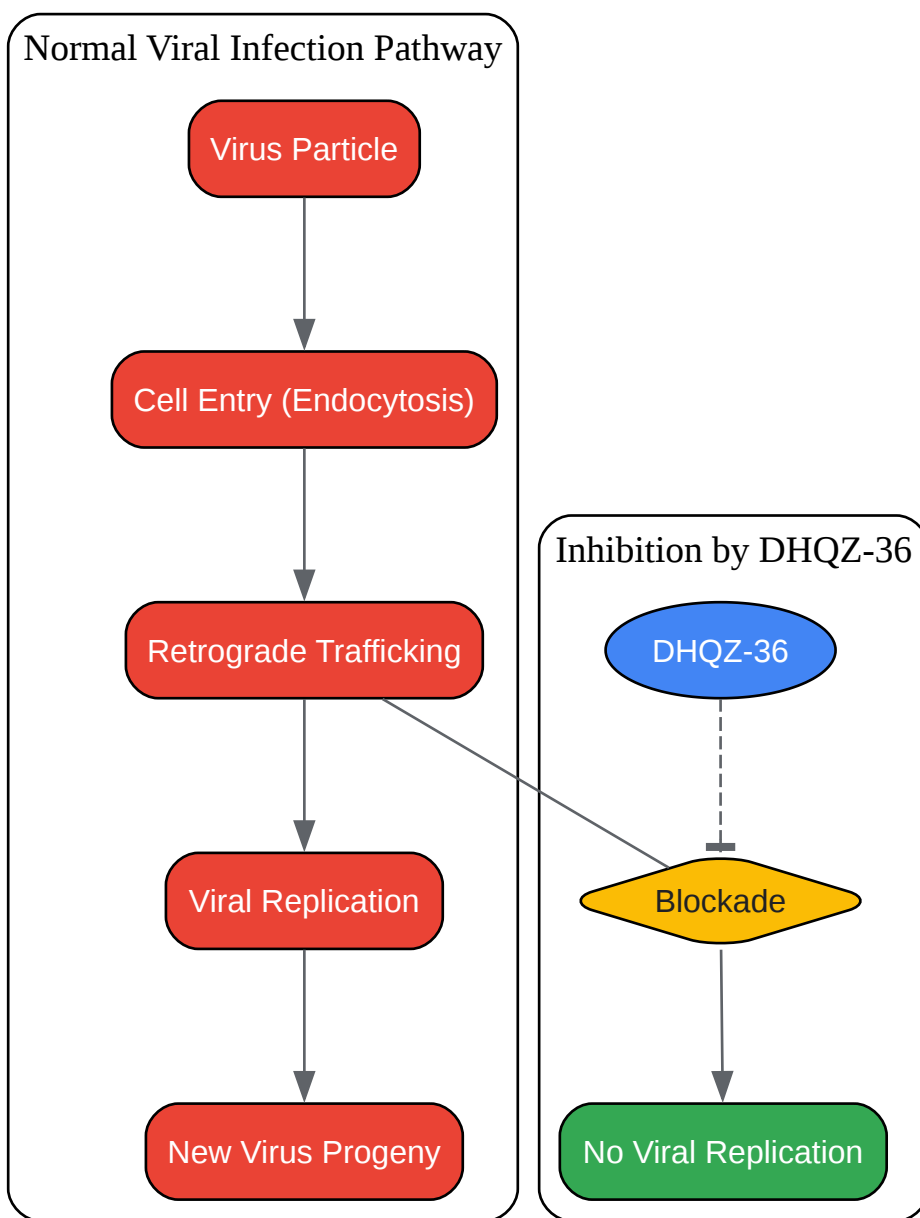 Normal Viral Infection Pathway
Virus Particle
Cell Entry (Endocytosis)
Retrograde Trafficking
Viral Replication
New Virus Progeny
Inhibition by DHQZ-36
DHQZ-36
Blockade
No Viral Replication